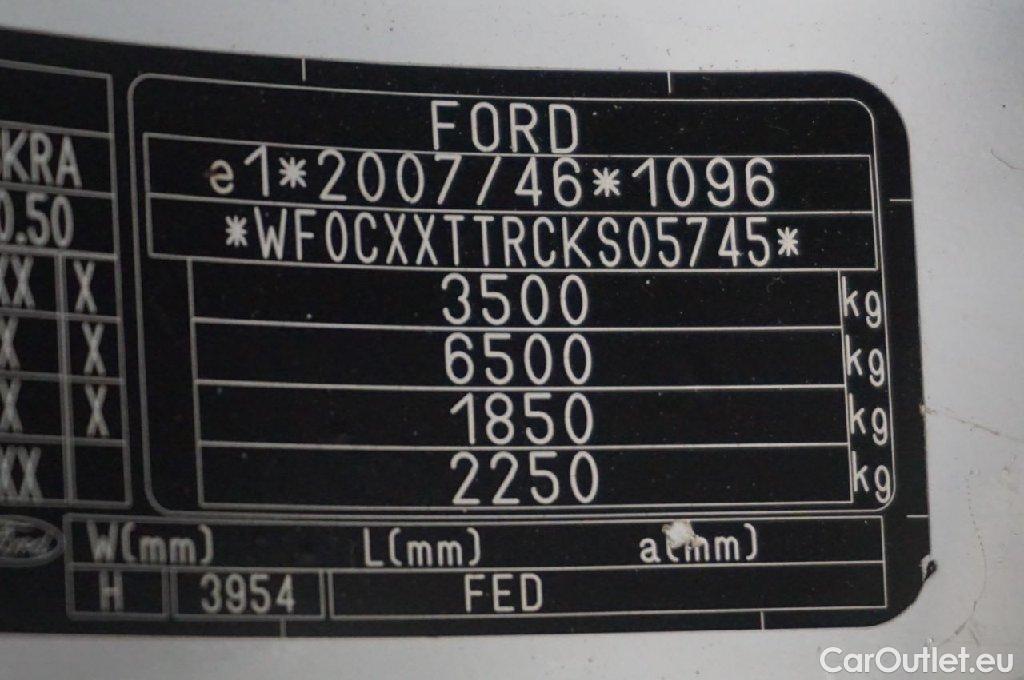 FORD
e1*2007/46*1096
*WF0CXXTTRCKS05745*
3500 kg
6500 kg
1850 kg
2250 kg
KRA
0.50
XX X
X X
X X
XX
Ford
W(mm) L(mm) a(mm)
H 3954 FED
CarOutlet.eu